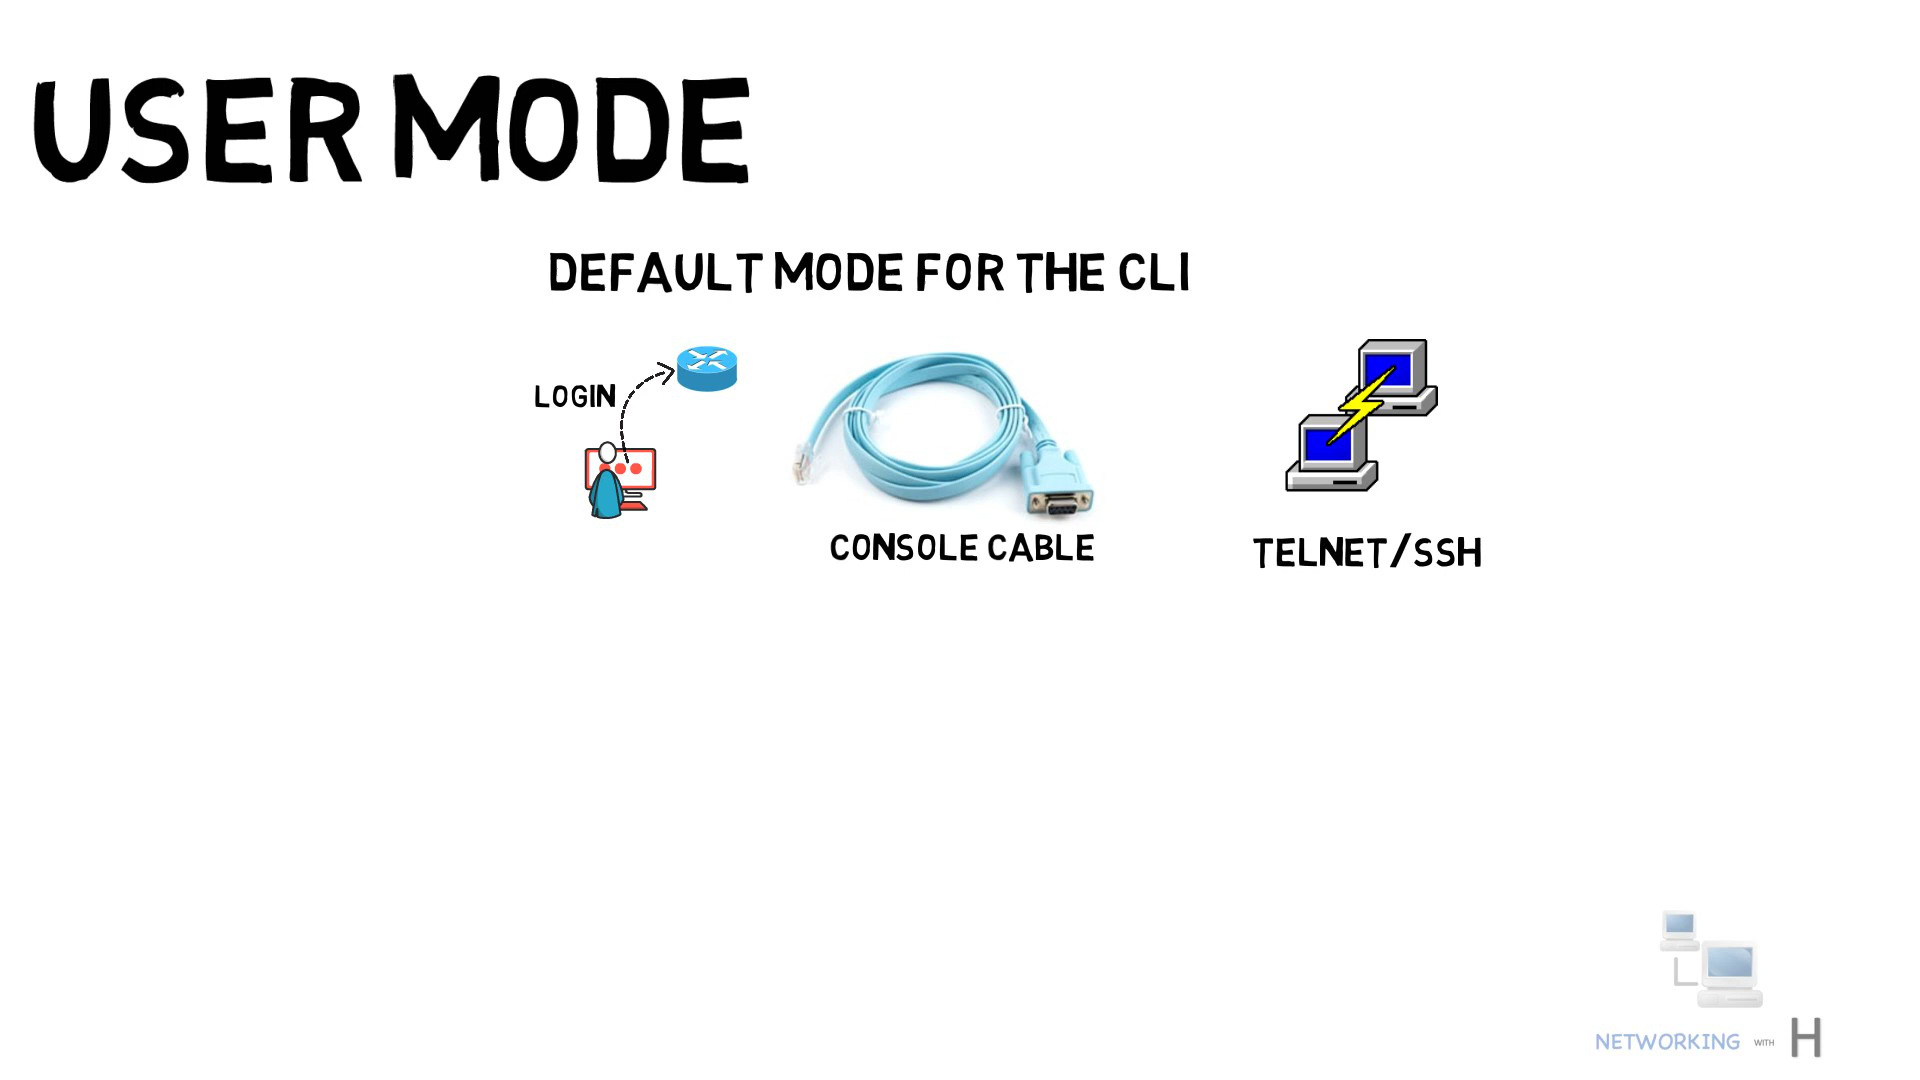 USER MODE
DEFAULT MODE FOR THE CLI
LOGIN
CONSOLE CABLE
TELNET/SSH
NETWORKING WITH H